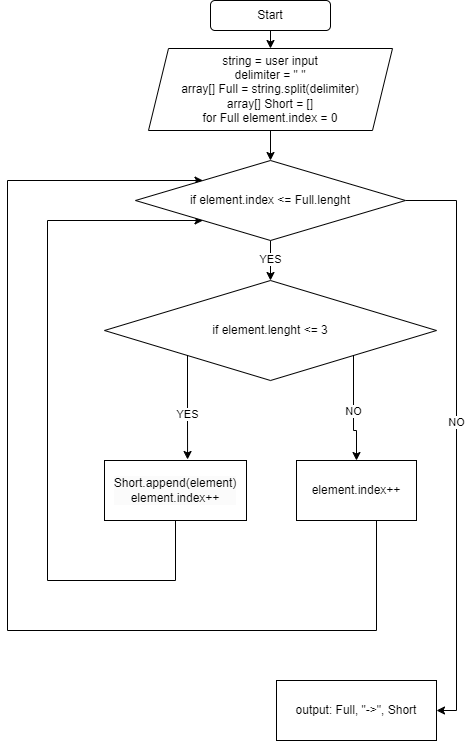 Start
string = user input
delimiter = " "
array[] Full = string.split(delimiter)
array[] Short = []
for Full element.index = 0
if element.index <= Full.lenght
YES
if element.lenght <= 3
YES
NO
NO
Short.append(element)
element.index++
element.index++
output: Full, "->", Short